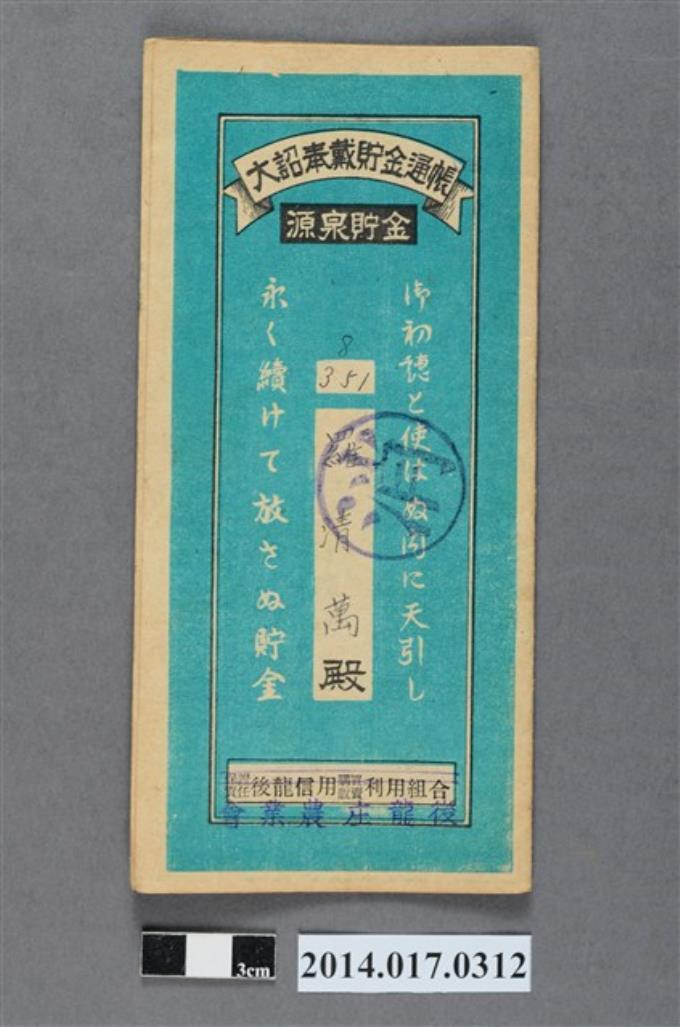 大詔奉戴貯金通帳
源泉貯金
御初穂と使はぬ内に天引し
永く續けて放さぬ貯金
8
351
羅清萬殿
保證責任後龍信用購買販賣利用組合
後龍庄農業會
3cm
2014.017.0312